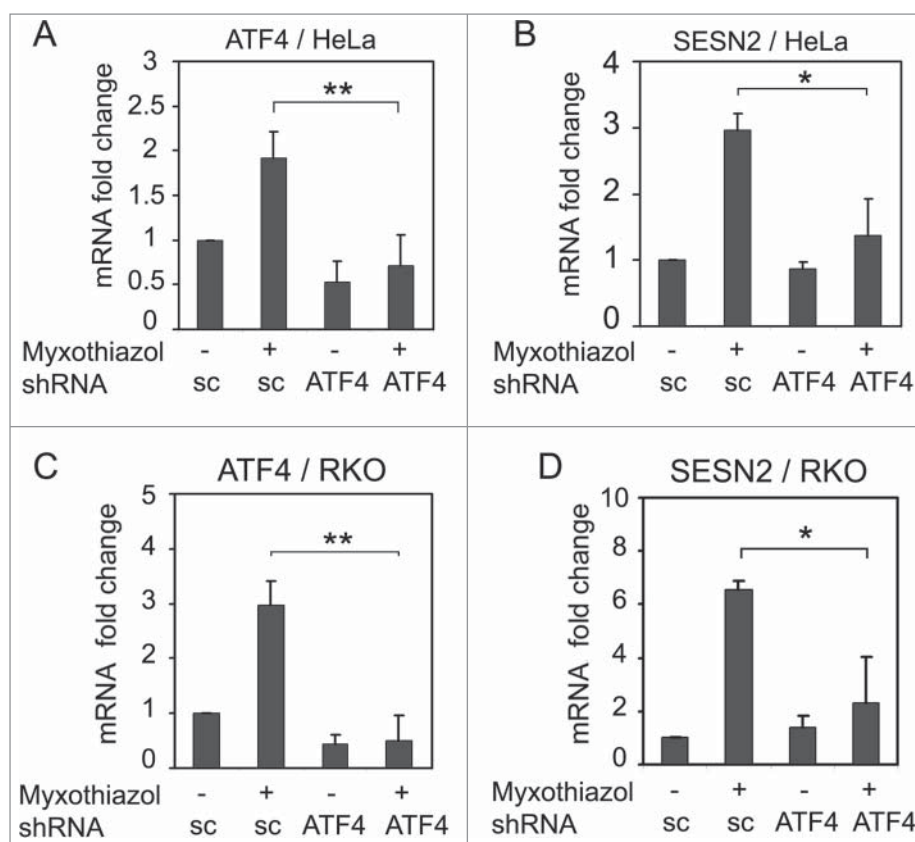 A
ATF4 / HeLa
mRNA fold change
3
2.5
2
1.5
1
0.5
0
**
Myxothiazol - + - +
shRNA sc sc ATF4 ATF4
B
SESN2 / HeLa
mRNA fold change
4
3
2
1
0
*
Myxothiazol - + - +
shRNA sc sc ATF4 ATF4
C
ATF4 / RKO
mRNA fold change
5
4
3
2
1
0
**
Myxothiazol - + - +
shRNA sc sc ATF4 ATF4
D
SESN2 / RKO
mRNA fold change
10
8
6
4
2
0
*
Myxothiazol - + - +
shRNA sc sc ATF4 ATF4